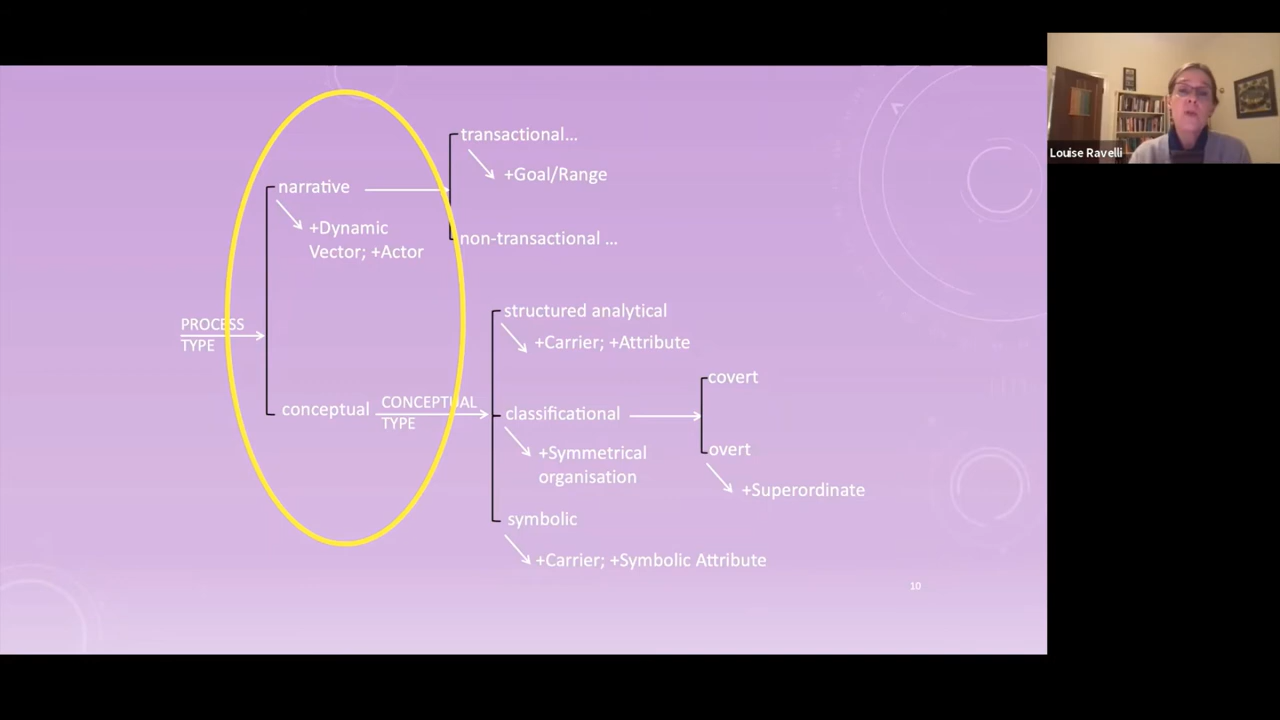 transactional...
+Goal/Range
narrative
+Dynamic
Vector; +Actor
non-transactional ...
PROCESS
TYPE
structured analytical
+Carrier; +Attribute
covert
conceptual
CONCEPTUAL
TYPE
classificational
overt
+Symmetrical
organisation
+Superordinate
symbolic
+Carrier; +Symbolic Attribute
10
Louise Ravelli